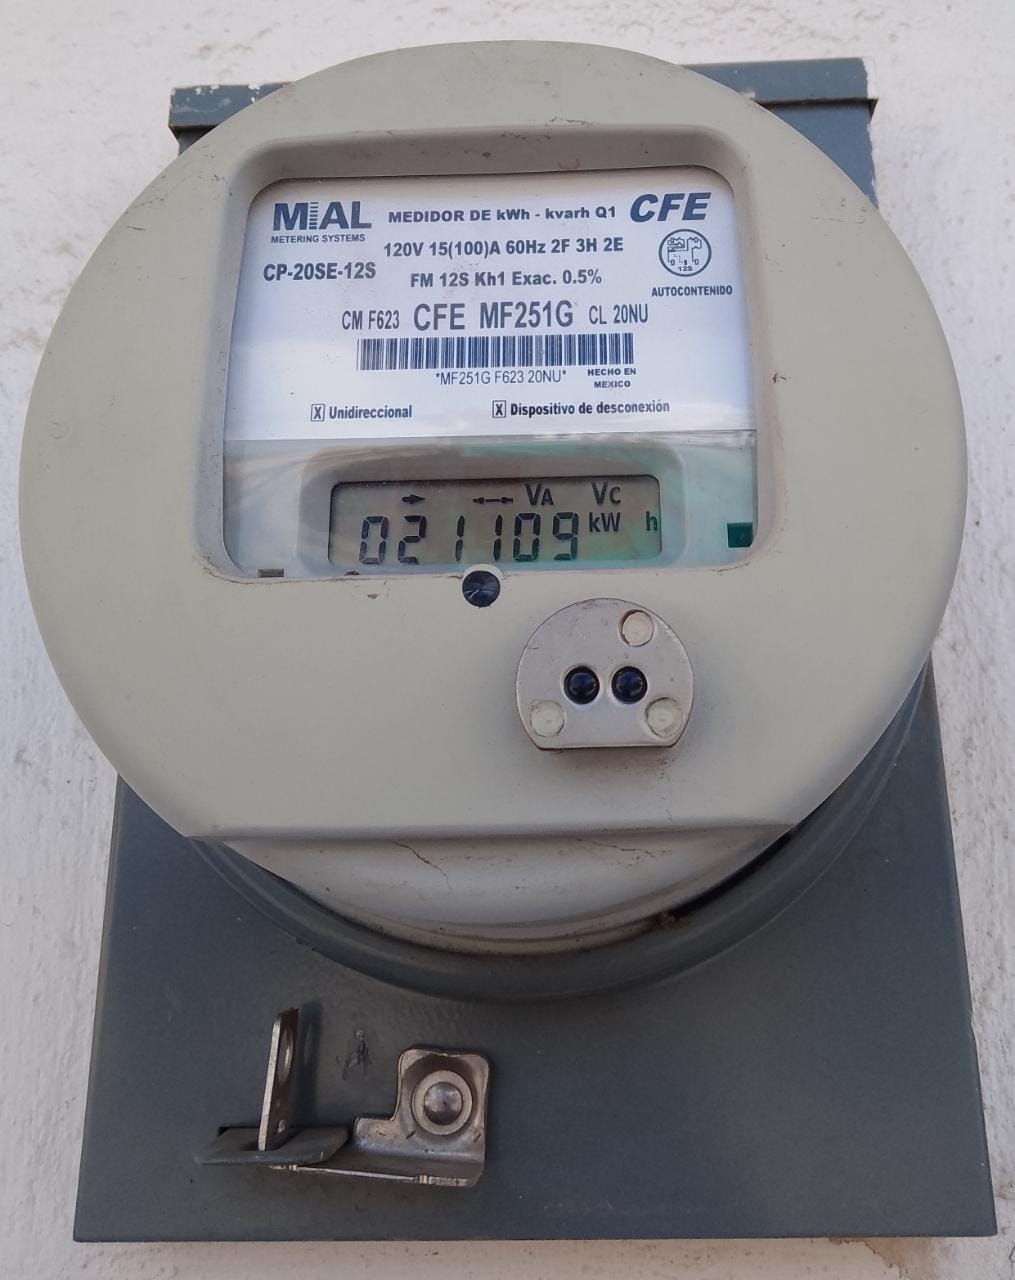 MIAL
METERING SYSTEMS
MEDIDOR DE kWh - kvarh Q1
CFE
120V 15(100)A 60Hz 2F 3H 2E
CP-20SE-12S
FM 12S Kh1 Exac. 0.5%
12S
AUTOCONTENIDO
CM F623 CFE MF251G CL 20NU
*MF251G F623 20NU*
HECHO EN
MEXICO
X Unidireccional
X Dispositivo de desconexión
VA VC
021109 kW h